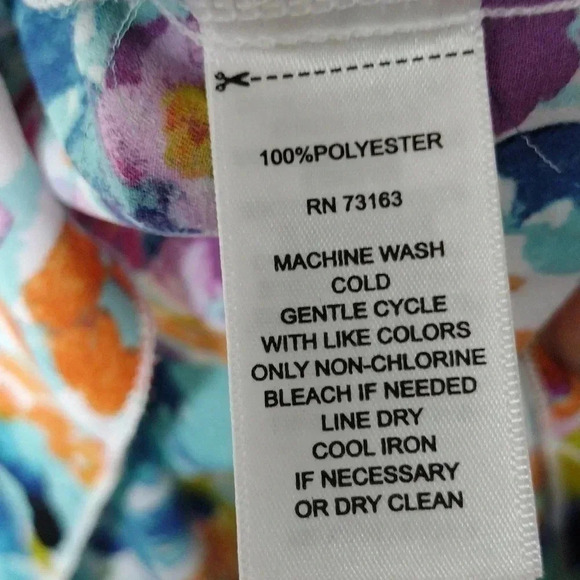 100%POLYESTER
RN 73163
MACHINE WASH
COLD
GENTLE CYCLE
WITH LIKE COLORS
ONLY NON-CHLORINE
BLEACH IF NEEDED
LINE DRY
COOL IRON
IF NECESSARY
OR DRY CLEAN